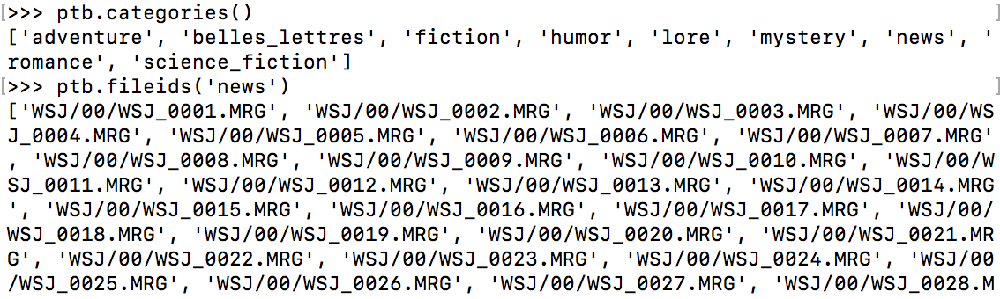 [>>> ptb.categories() ]
['adventure', 'belles_lettres', 'fiction', 'humor', 'lore', 'mystery', 'news', '
romance', 'science_fiction']
[>>> ptb.fileids('news') ]
['WSJ/00/WSJ_0001.MRG', 'WSJ/00/WSJ_0002.MRG', 'WSJ/00/WSJ_0003.MRG', 'WSJ/00/WS
J_0004.MRG', 'WSJ/00/WSJ_0005.MRG', 'WSJ/00/WSJ_0006.MRG', 'WSJ/00/WSJ_0007.MRG'
, 'WSJ/00/WSJ_0008.MRG', 'WSJ/00/WSJ_0009.MRG', 'WSJ/00/WSJ_0010.MRG', 'WSJ/00/W
SJ_0011.MRG', 'WSJ/00/WSJ_0012.MRG', 'WSJ/00/WSJ_0013.MRG', 'WSJ/00/WSJ_0014.MRG
', 'WSJ/00/WSJ_0015.MRG', 'WSJ/00/WSJ_0016.MRG', 'WSJ/00/WSJ_0017.MRG', 'WSJ/00/
WSJ_0018.MRG', 'WSJ/00/WSJ_0019.MRG', 'WSJ/00/WSJ_0020.MRG', 'WSJ/00/WSJ_0021.MR
G', 'WSJ/00/WSJ_0022.MRG', 'WSJ/00/WSJ_0023.MRG', 'WSJ/00/WSJ_0024.MRG', 'WSJ/00
/WSJ_0025.MRG', 'WSJ/00/WSJ_0026.MRG', 'WSJ/00/WSJ_0027.MRG', 'WSJ/00/WSJ_0028.M